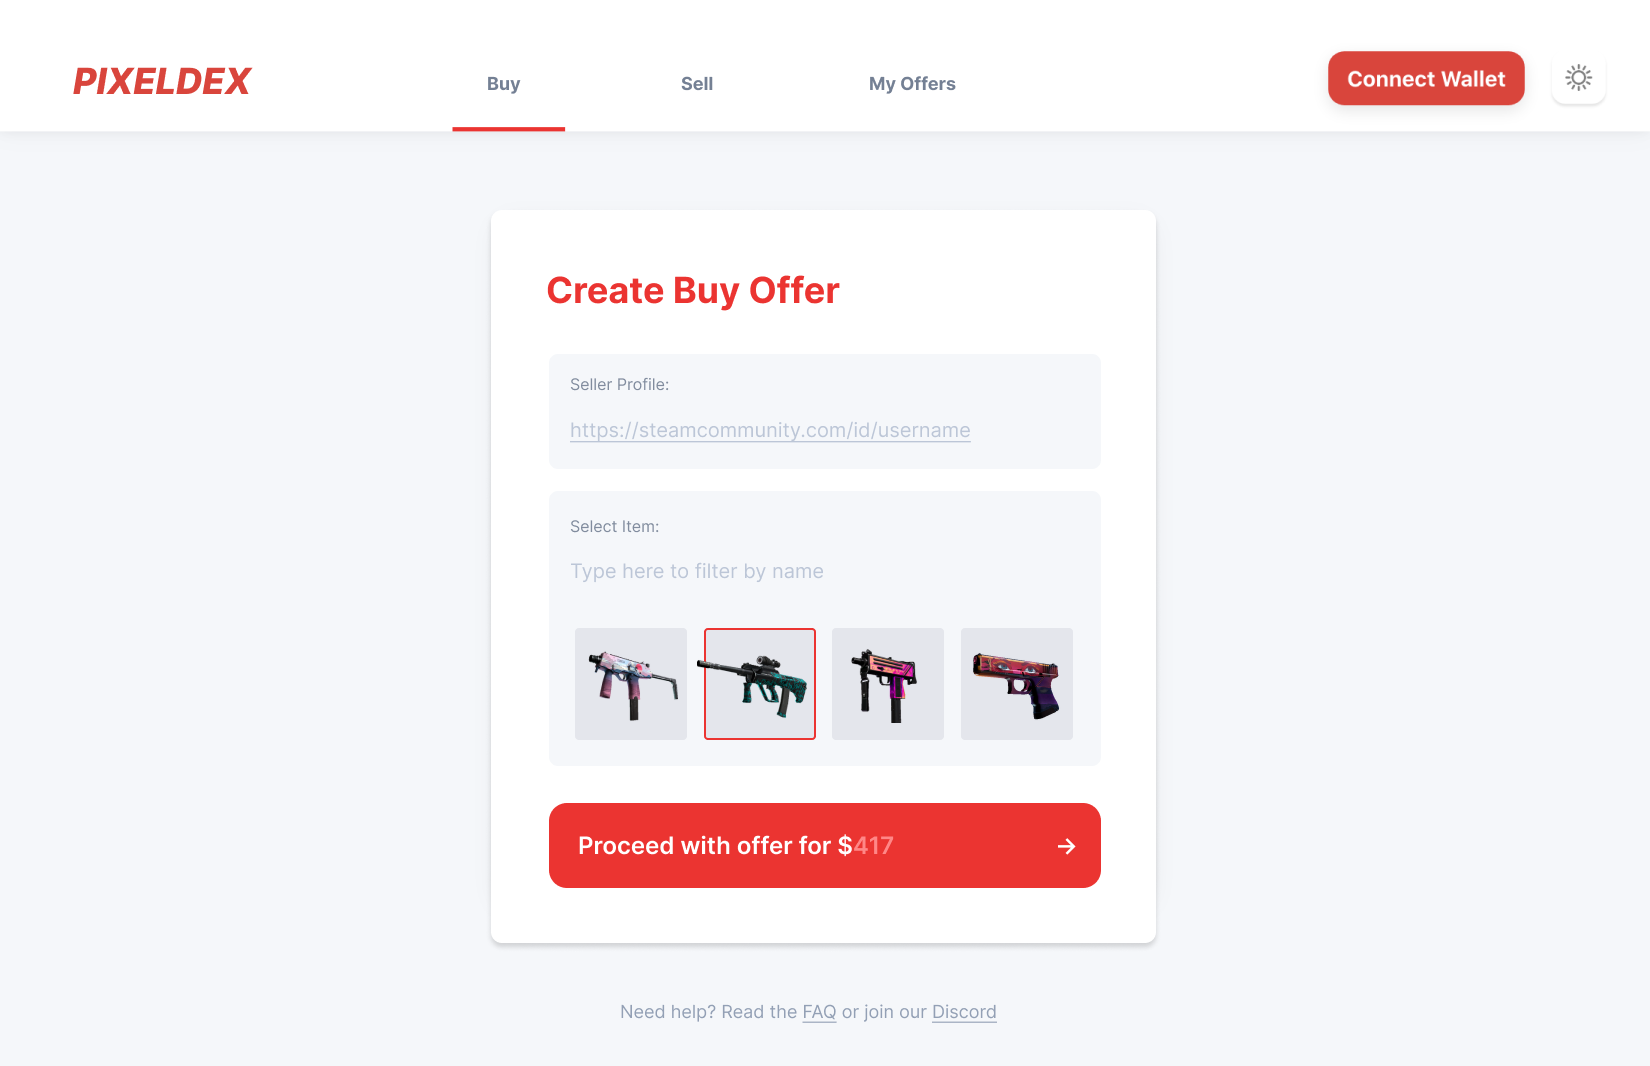 PIXELDEX
Buy
Sell
My Offers
Connect Wallet
Create Buy Offer
Seller Profile:
https://steamcommunity.com/id/username
Select Item:
Type here to filter by name
Proceed with offer for $417
Need help? Read the FAQ or join our Discord